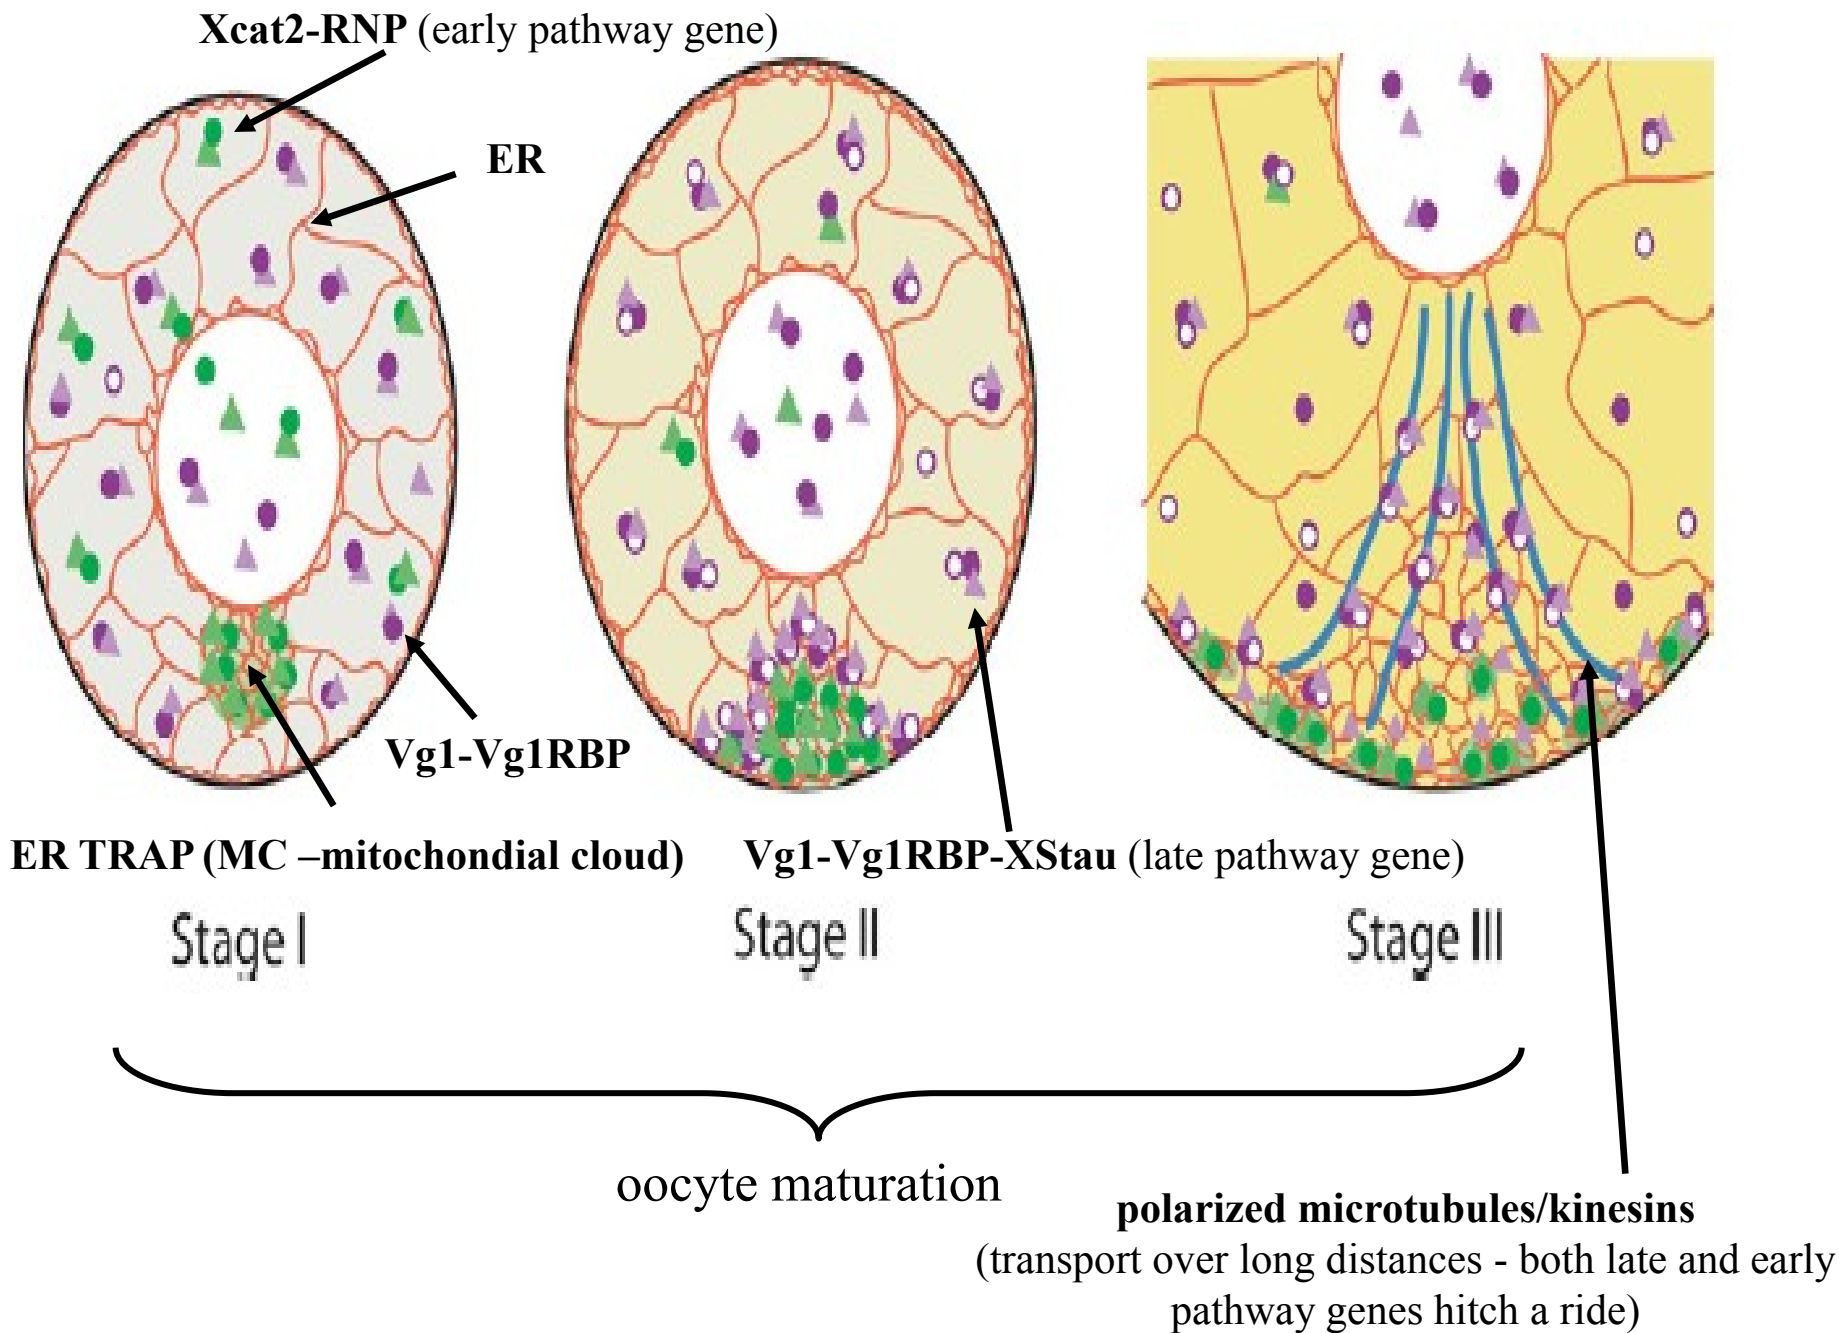 Xcat2-RNP (early pathway gene)
ER
Vg1-Vg1RBP
ER TRAP (MC –mitochondial cloud)
Vg1-Vg1RBP-XStau (late pathway gene)
Stage I
Stage II
Stage III
oocyte maturation
polarized microtubules/kinesins
(transport over long distances - both late and early
pathway genes hitch a ride)